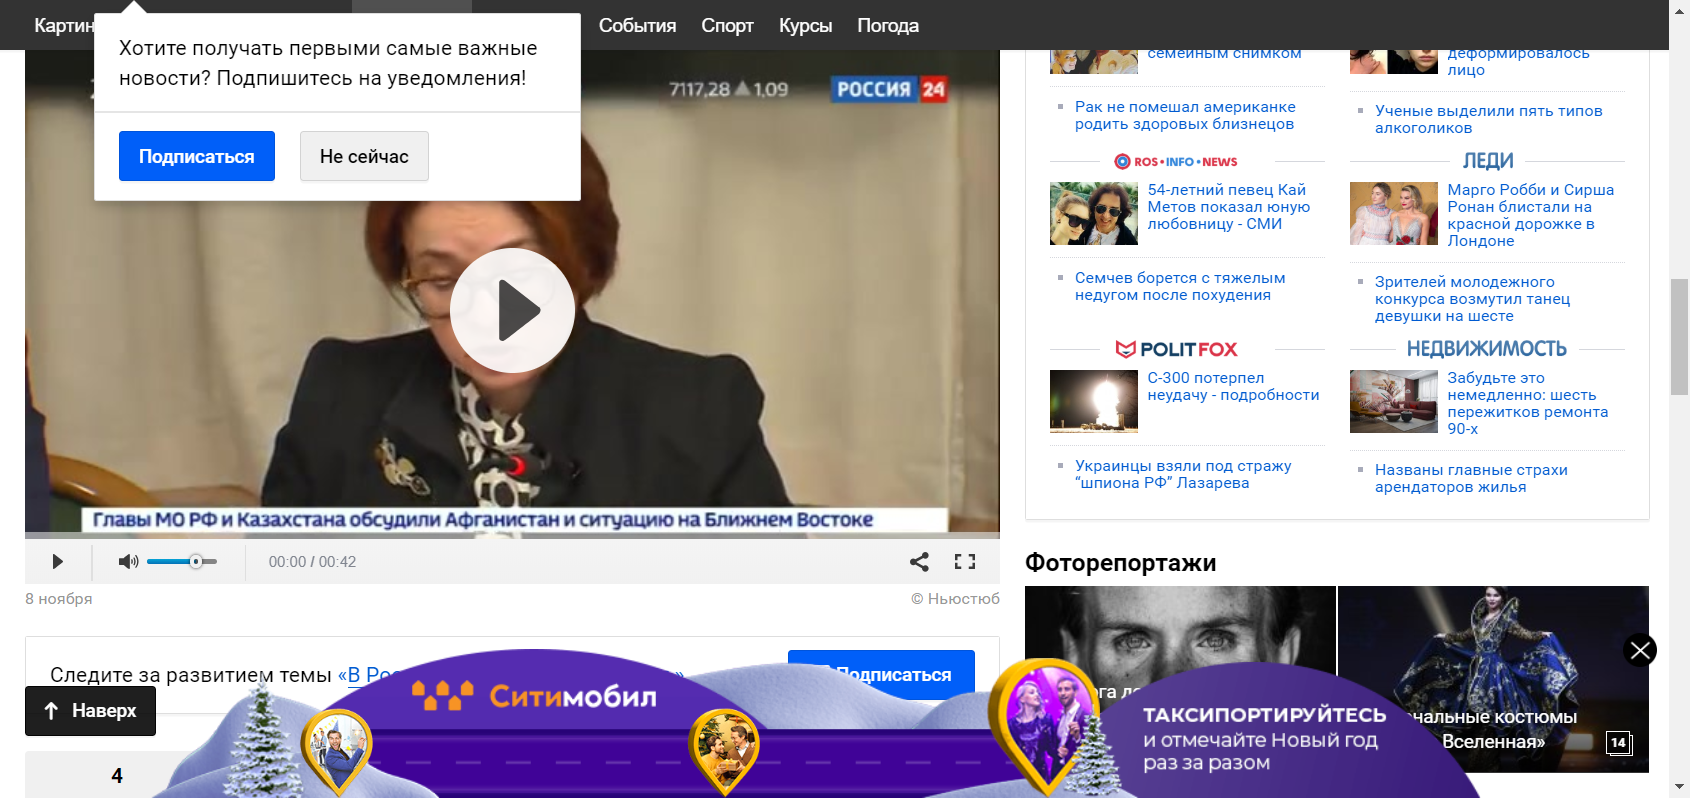 Картин
События
Спорт
Курсы
Погода
Хотите получать первыми самые важные
новости? Подпишитесь на уведомления!
Подписаться
Не сейчас
7117,28 ▲ 1,09
РОССИЯ 24
Главы МО РФ и Казахстана обсудили Афганистан и ситуацию на Ближнем Востоке
00:00 / 00:42
8 ноября
© Ньюстюб
Следите за развитием темы «В Рос
Подписаться
Наверх
4
семейным снимком
Рак не помешал американке
родить здоровых близнецов
ROS•INFO•NEWS
54-летний певец Кай
Метов показал юную
любовницу - СМИ
Семчев борется с тяжелым
недугом после похудения
POLITFOX
С-300 потерпел
неудачу - подробности
Украинцы взяли под стражу
“шпиона РФ” Лазарева
деформировалось
лицо
Ученые выделили пять типов
алкоголиков
ЛЕДИ
Марго Робби и Сирша
Ронан блистали на
красной дорожке в
Лондоне
Зрителей молодежного
конкурса возмутил танец
девушки на шесте
НЕДВИЖИМОСТЬ
Забудьте это
немедленно: шесть
пережитков ремонта
90-х
Названы главные страхи
арендаторов жилья
Фоторепортажи
нальные костюмы
Вселенная»
14
Ситимобил
ТАКСИПОРТИРУЙТЕСЬ
и отмечайте Новый год
раз за разом